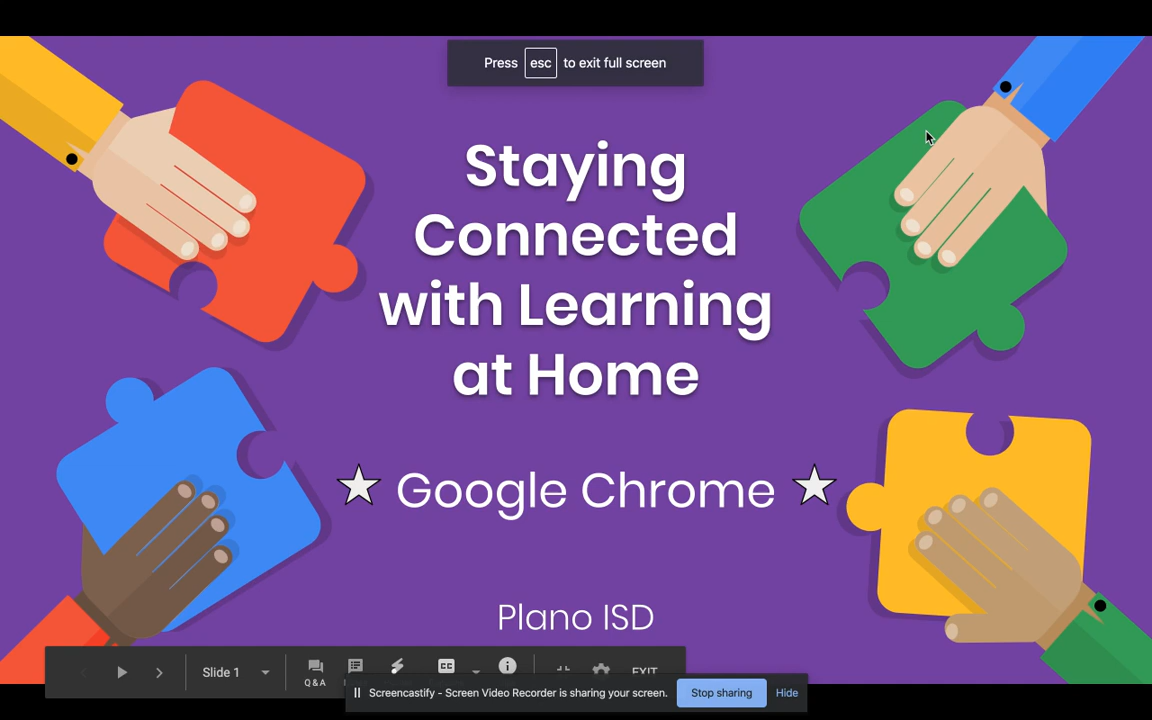 Press esc to exit full screen
Staying
Connected
with Learning
at Home
Google Chrome
Plano ISD
Slide 1
Q&A
CC
EXIT
Screencastify - Screen Video Recorder is sharing your screen.
Stop sharing
Hide